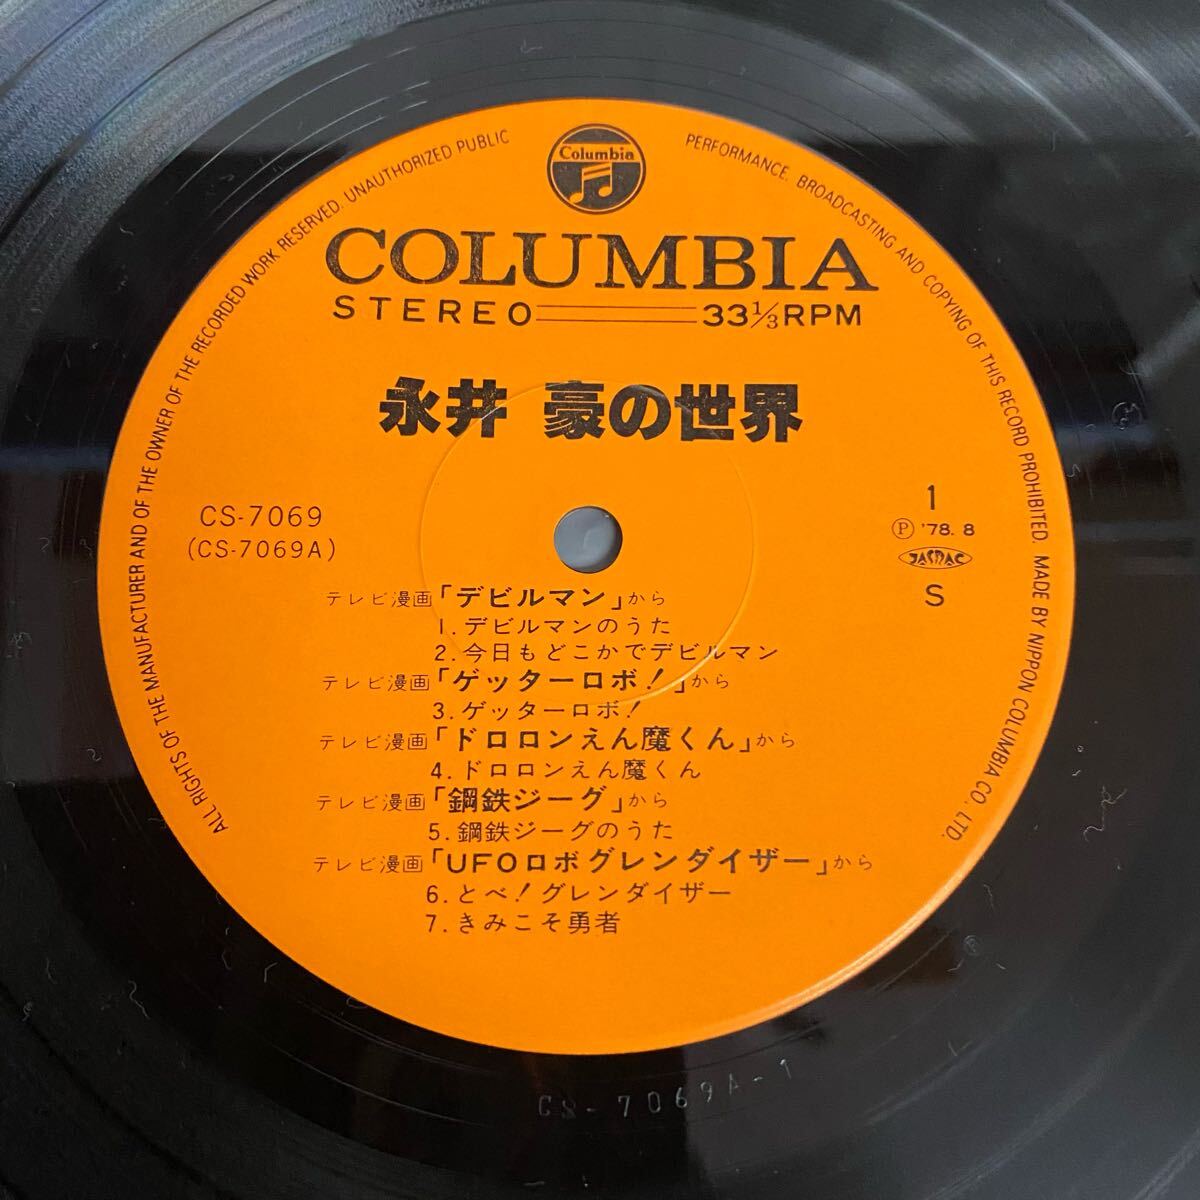 Columbia
COLUMBIA
STEREO 33 1/3 RPM
永井 豪の世界
CS-7069
(CS-7069A)
1
Ⓟ '78. 8
JASRAC
S
テレビ漫画「デビルマン」から
1. デビルマンのうた
2. 今日もどこかでデビルマン
テレビ漫画「ゲッターロボ!」から
3. ゲッターロボ!
テレビ漫画「ドロロンえん魔くん」から
4. ドロロンえん魔くん
テレビ漫画「鋼鉄ジーグ」から
5. 鋼鉄ジーグのうた
テレビ漫画「UFOロボグレンダイザー」から
6. とべ! グレンダイザー
7. きみこそ勇者
ALL RIGHTS OF THE MANUFACTURER AND OF THE OWNER OF THE RECORDED WORK RESERVED. UNAUTHORIZED PUBLIC PERFORMANCE. BROADCASTING AND COPYING OF THIS RECORD PROHIBITED. MADE BY NIPPON COLUMBIA CO., LTD.
CS-7069A-1